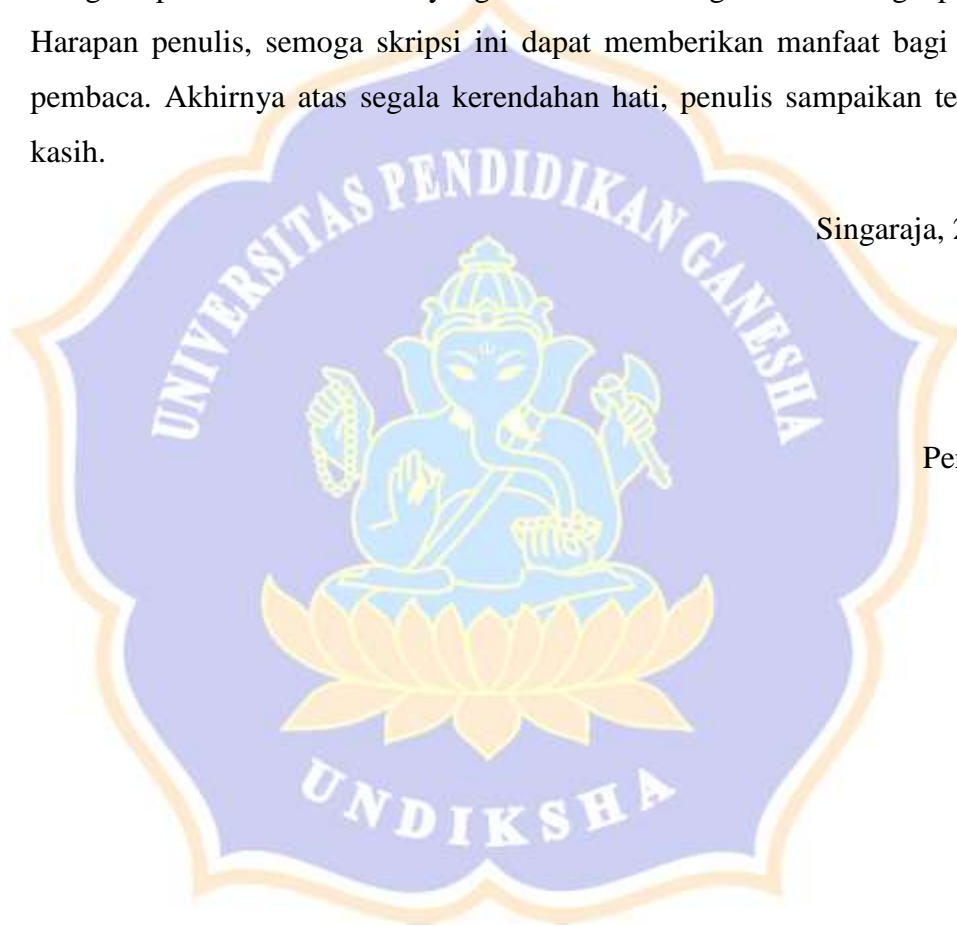 Harapan penulis, semoga skripsi ini dapat memberikan manfaat bagi
pembaca. Akhirnya atas segala kerendahan hati, penulis sampaikan
kasih.
UNIVERSITAS PENDIDIKAN GANESHA
Singaraja,
UNDIKSHA